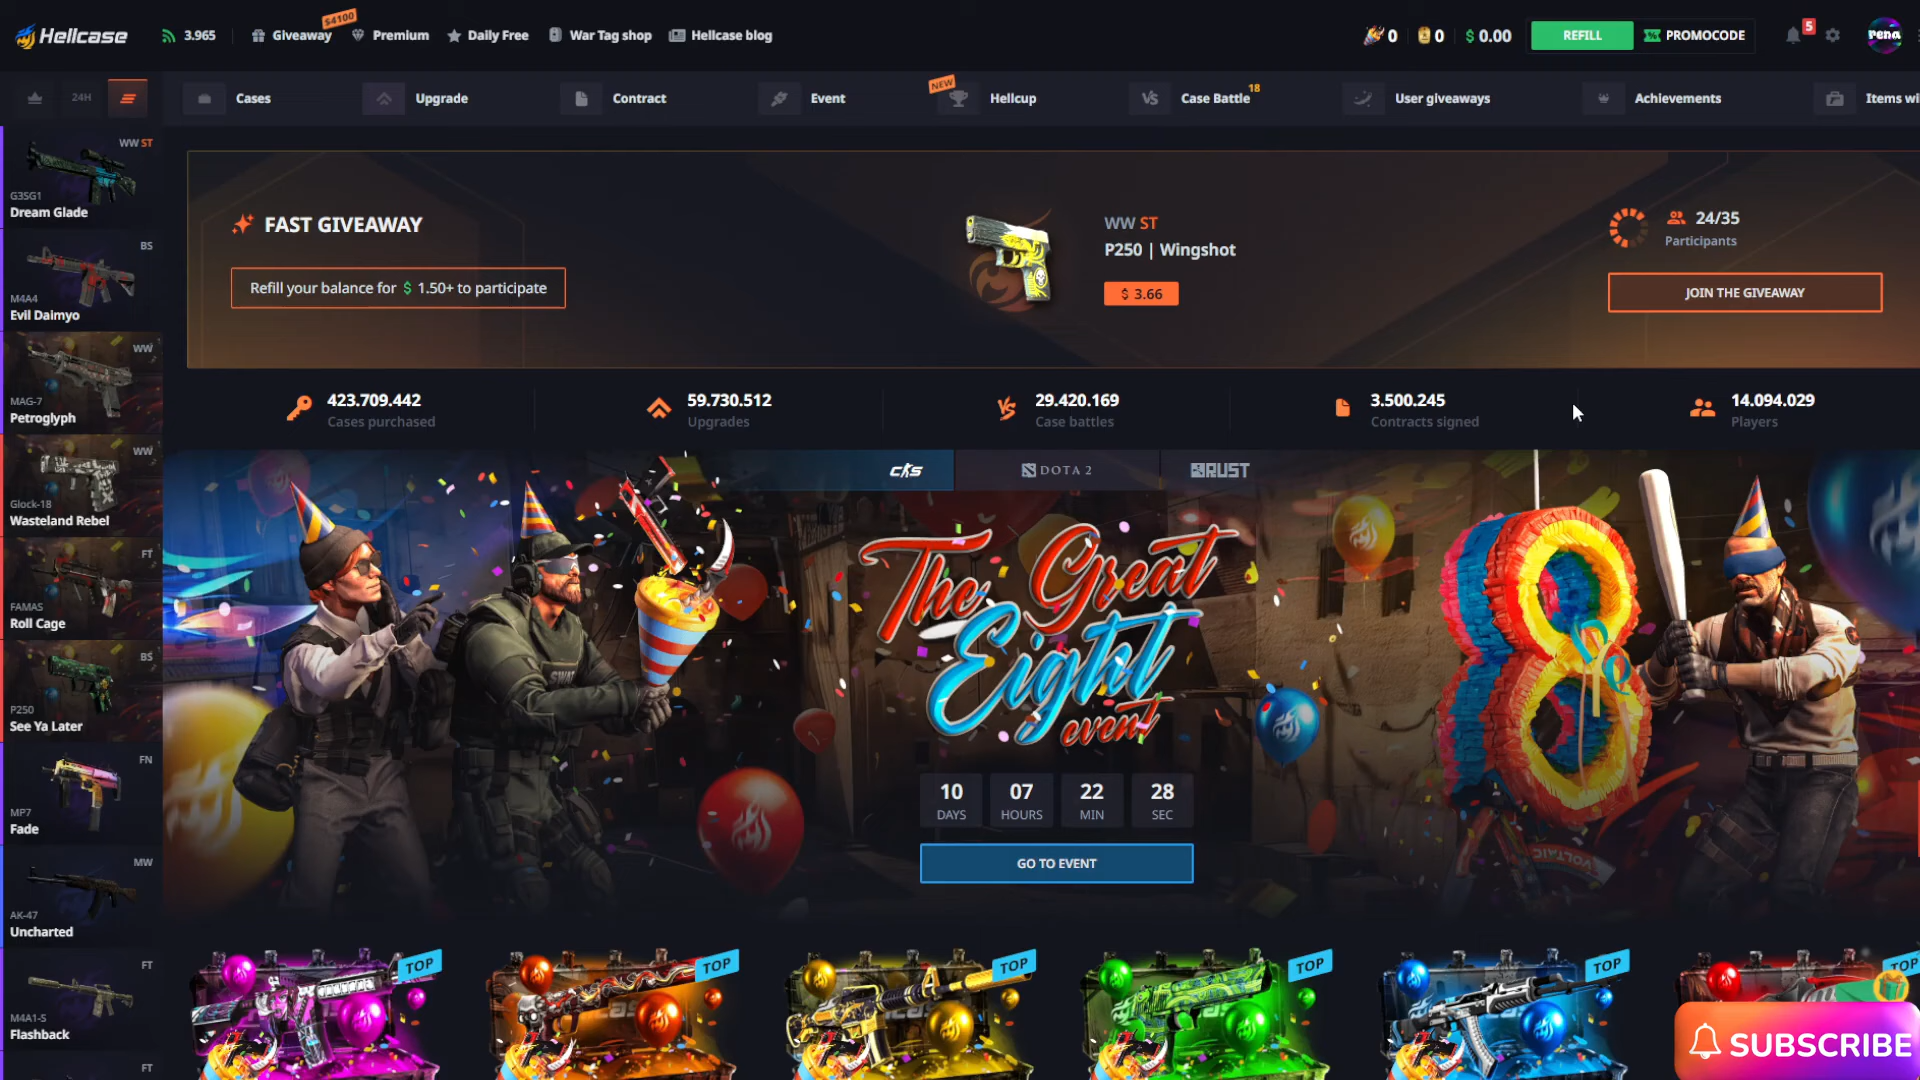 Hellcase
3.965
Giveaway
$4100
Premium
Daily Free
War Tag shop
Hellcase blog
0
0
$ 0.00
REFILL
PROMOCODE
5
rena
24H
Cases
Upgrade
Contract
Event
NEW
Hellcup
VS
Case Battle
18
User giveaways
Achievements
Items wi
WW ST
G3SG1
Dream Glade
BS
M4A4
Evil Daimyo
WW
MAG-7
Petroglyph
WW
Glock-18
Wasteland Rebel
FT
FAMAS
Roll Cage
BS
P250
See Ya Later
FN
MP7
Fade
MW
AK-47
Uncharted
FT
M4A1-S
Flashback
FT
FAST GIVEAWAY
Refill your balance for $ 1.50+ to participate
WW ST
P250 | Wingshot
$ 3.66
24/35
Participants
JOIN THE GIVEAWAY
423.709.442
Cases purchased
59.730.512
Upgrades
VS
29.420.169
Case battles
3.500.245
Contracts signed
14.094.029
Players
DOTA 2
RUST
The Great
Eight
event
8
10
DAYS
07
HOURS
22
MIN
28
SEC
GO TO EVENT
TOP
TOP
TOP
TOP
TOP
TOP
SUBSCRIBE